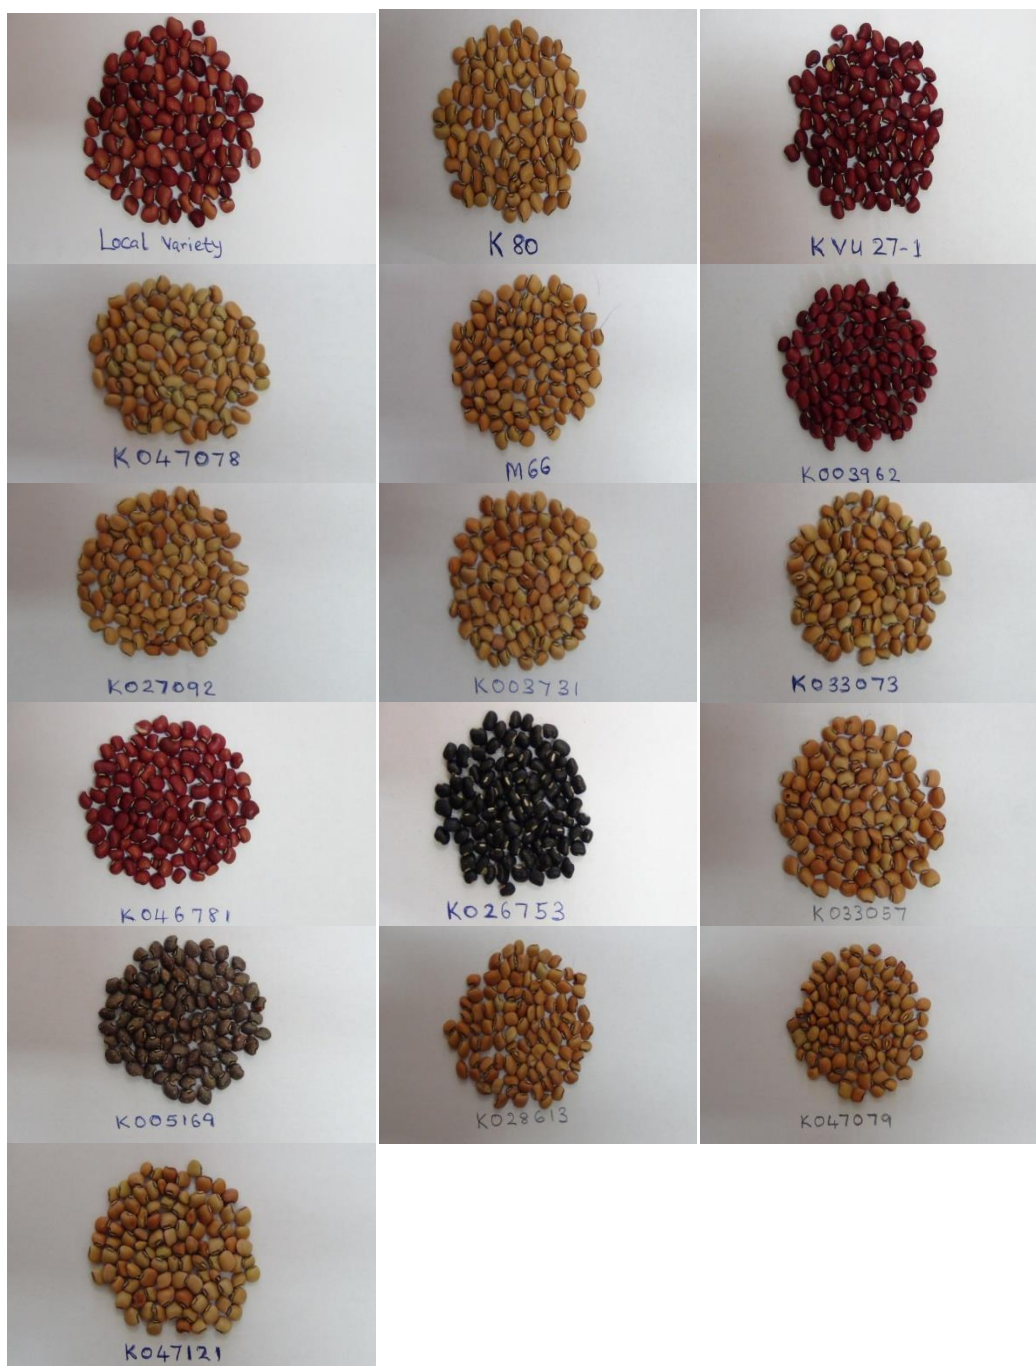 Local Variety
K 80
KVU 27-1
K047078
M66
K003962
K027092
K003731
K033073
K046781
K026753
K033057
K005169
K028613
K047079
K047121